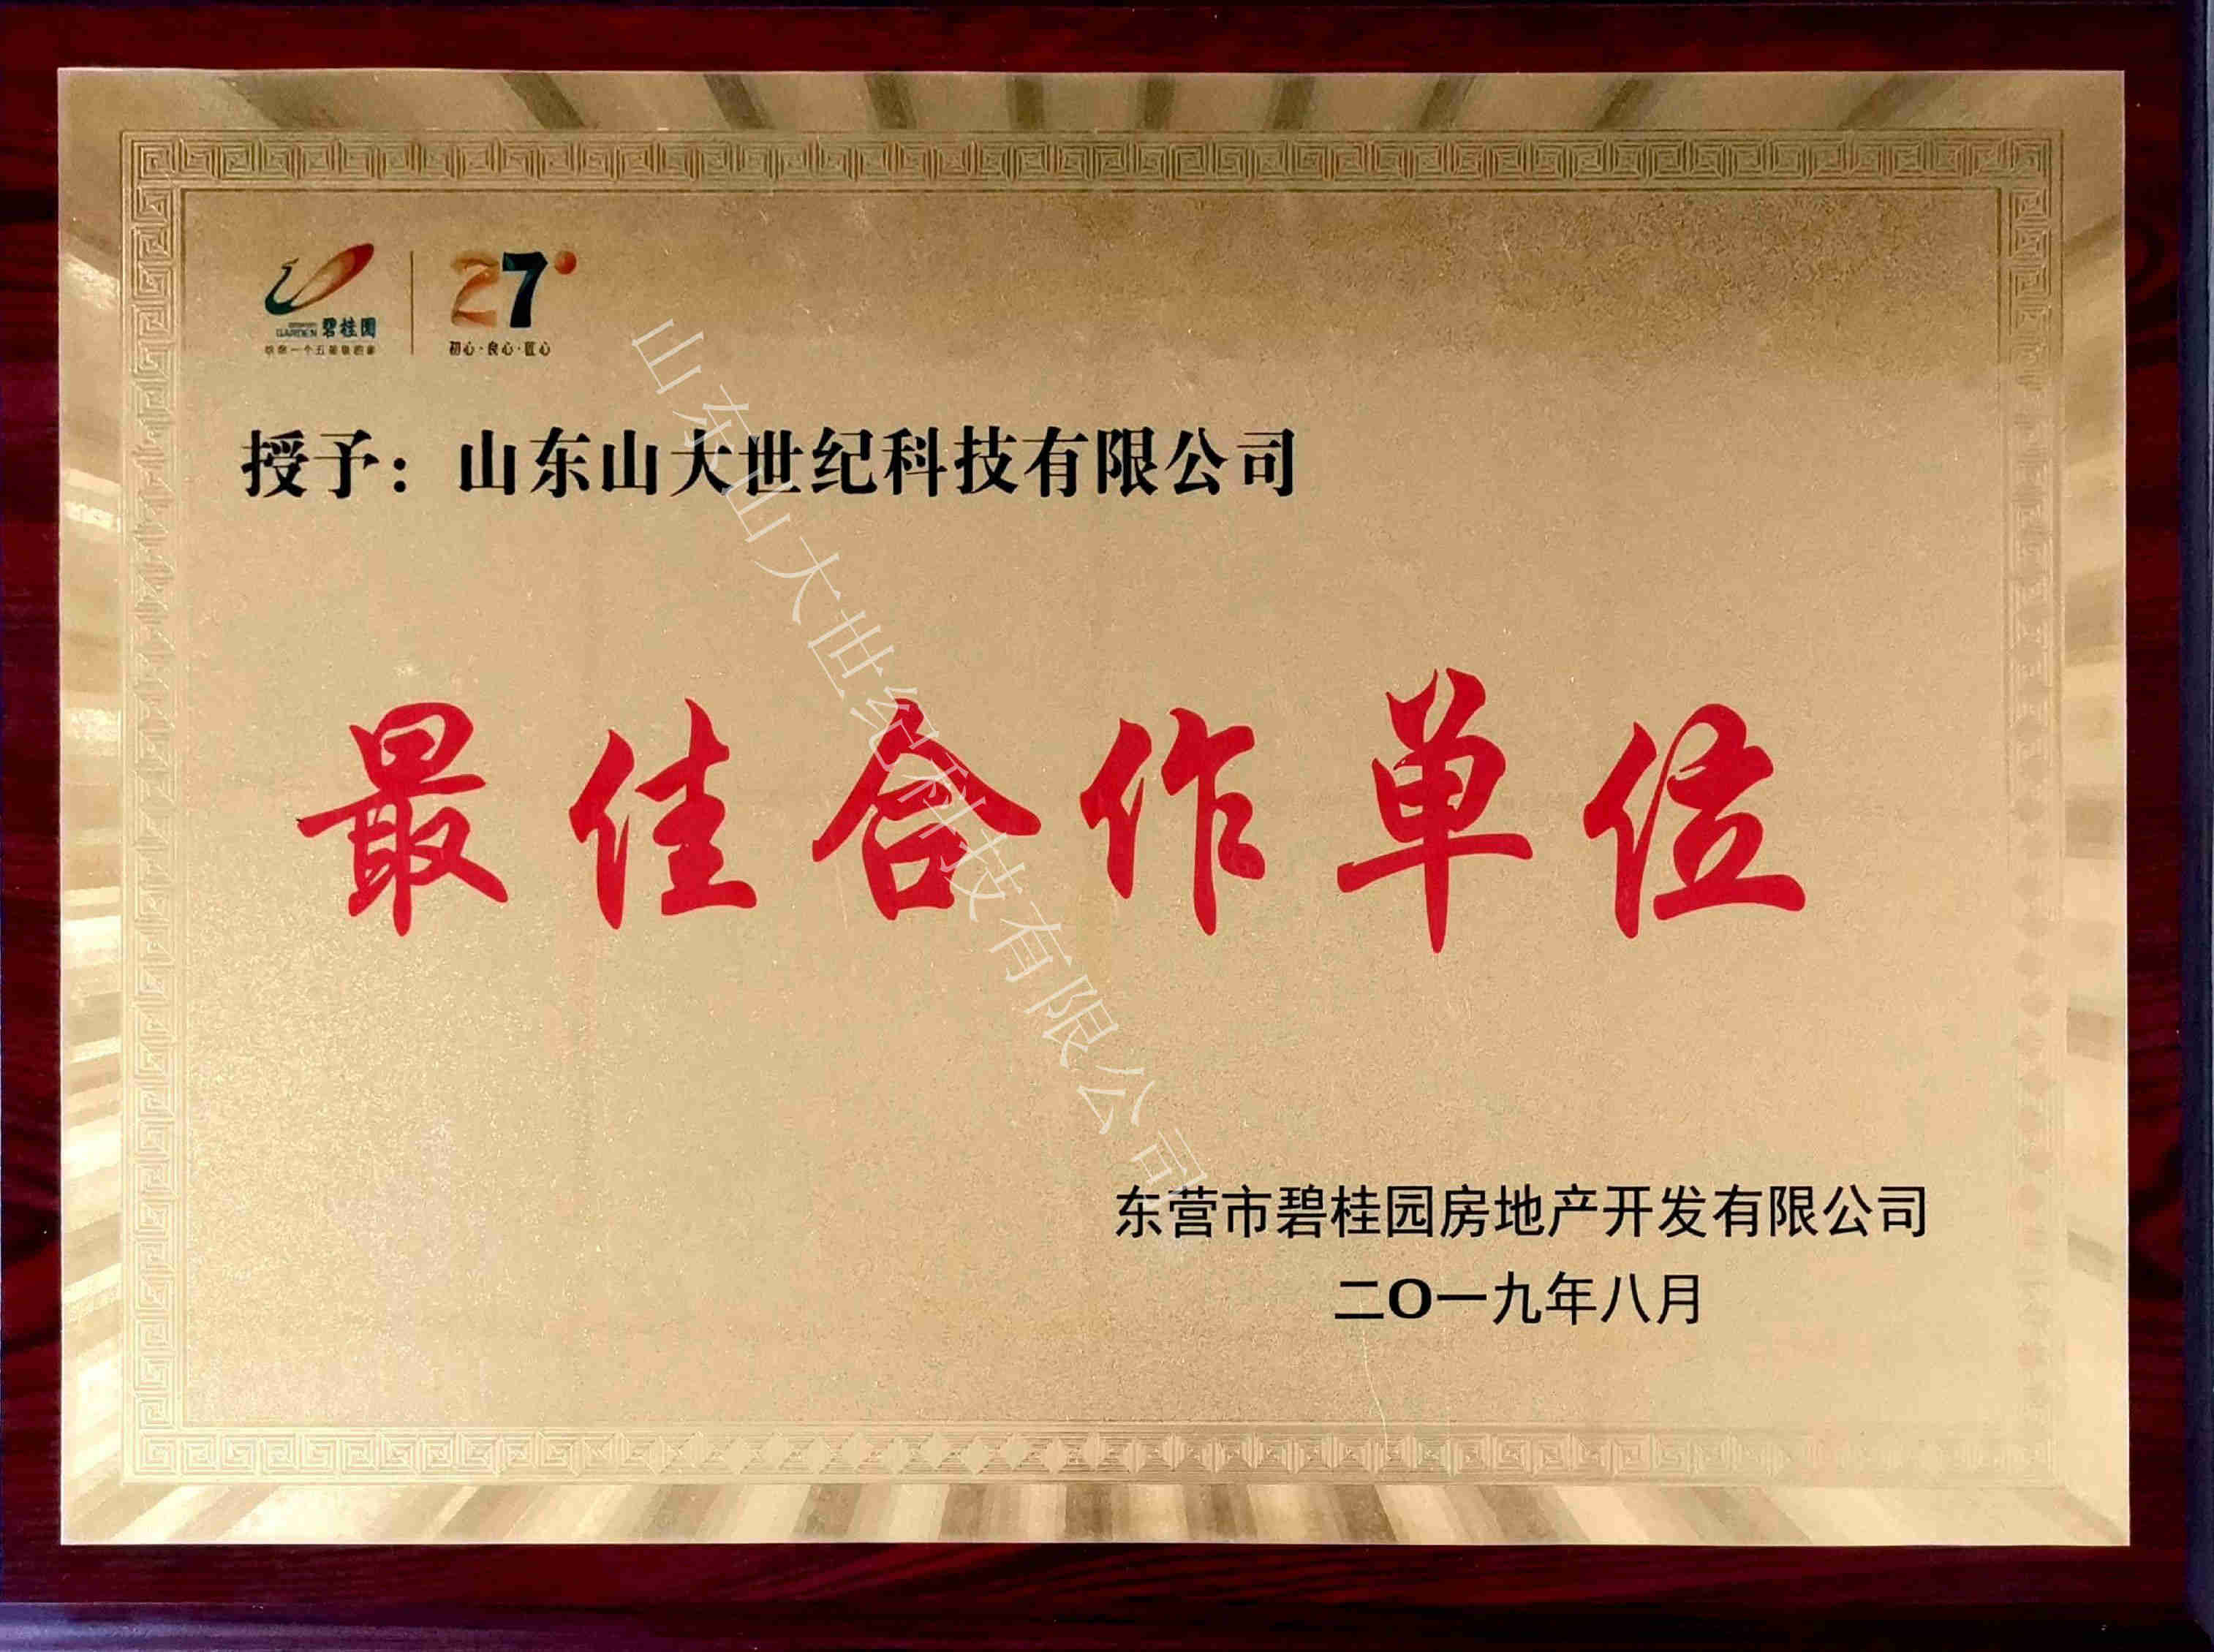 GARDEN 碧桂园
27
初心·良心·匠心
授予：山东山大世纪科技有限公司
最佳合作单位
东营市碧桂园房地产开发有限公司
二O一九年八月
山东山大世纪科技有限公司